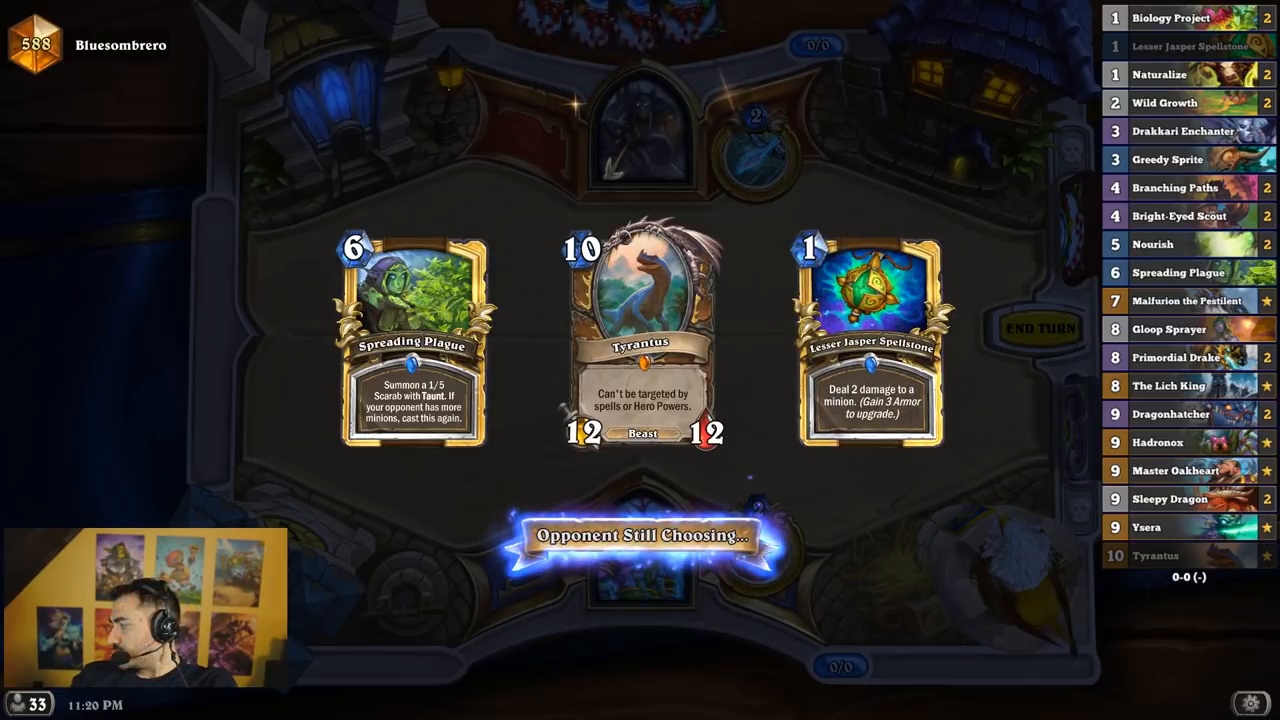 588
Bluesombrero
0/0
2
6
Spreading Plague
Summon a 1/5
Scarab with Taunt. If
your opponent has more
minions, cast this again.
10
Tyrantus
Can't be targeted by
spells or Hero Powers.
12
Beast
12
1
Lesser Jasper Spellstone
Deal 2 damage to a
minion. (Gain 3 Armor
to upgrade.)
END TURN
Opponent Still Choosing...
2
0/0
1 Biology Project 2
1 Lesser Jasper Spellstone
1 Naturalize 2
2 Wild Growth 2
3 Drakkari Enchanter
3 Greedy Sprite
4 Branching Paths 2
4 Bright-Eyed Scout 2
5 Nourish 2
6 Spreading Plague
7 Malfurion the Pestilent
8 Gloop Sprayer
8 Primordial Drake 2
8 The Lich King
9 Dragonhatcher 2
9 Hadronox
9 Master Oakheart
9 Sleepy Dragon 2
9 Ysera
10 Tyrantus
0-0 (-)
33
11:20 PM